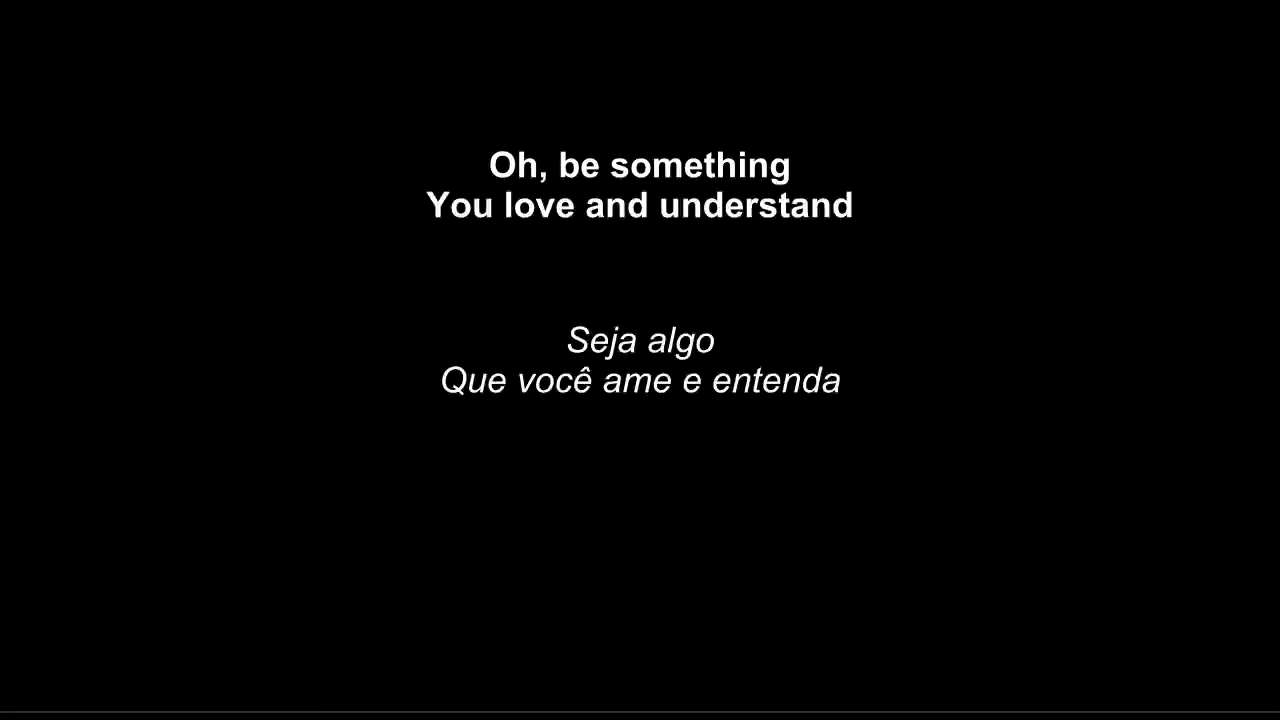 Oh, be something
You love and understand
Seja algo
Que você ame e entenda